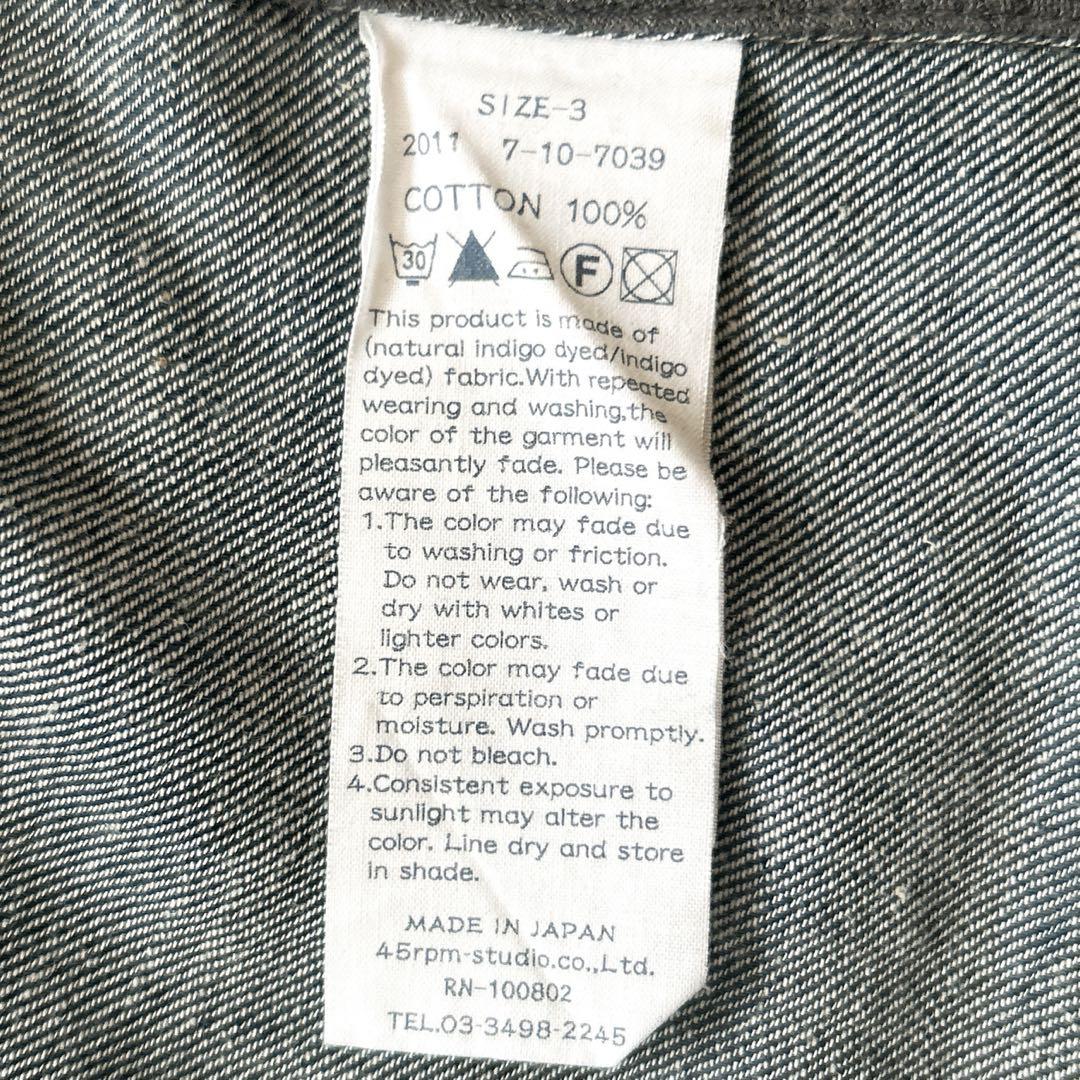 SIZE-3
2011 7-10-7039
COTTON 100%
30 F
This product is made of
(natural indigo dyed/indigo
dyed) fabric.With repeated
wearing and washing,the
color of the garment will
pleasantly fade. Please be
aware of the following:
1.The color may fade due
to washing or friction.
Do not wear, wash or
dry with whites or
lighter colors.
2.The color may fade due
to perspiration or
moisture. Wash promptly.
3.Do not bleach.
4.Consistent exposure to
sunlight may alter the
color. Line dry and store
in shade.
MADE IN JAPAN
45rpm-studio.co.,Ltd.
RN-100802
TEL.03-3498-2245